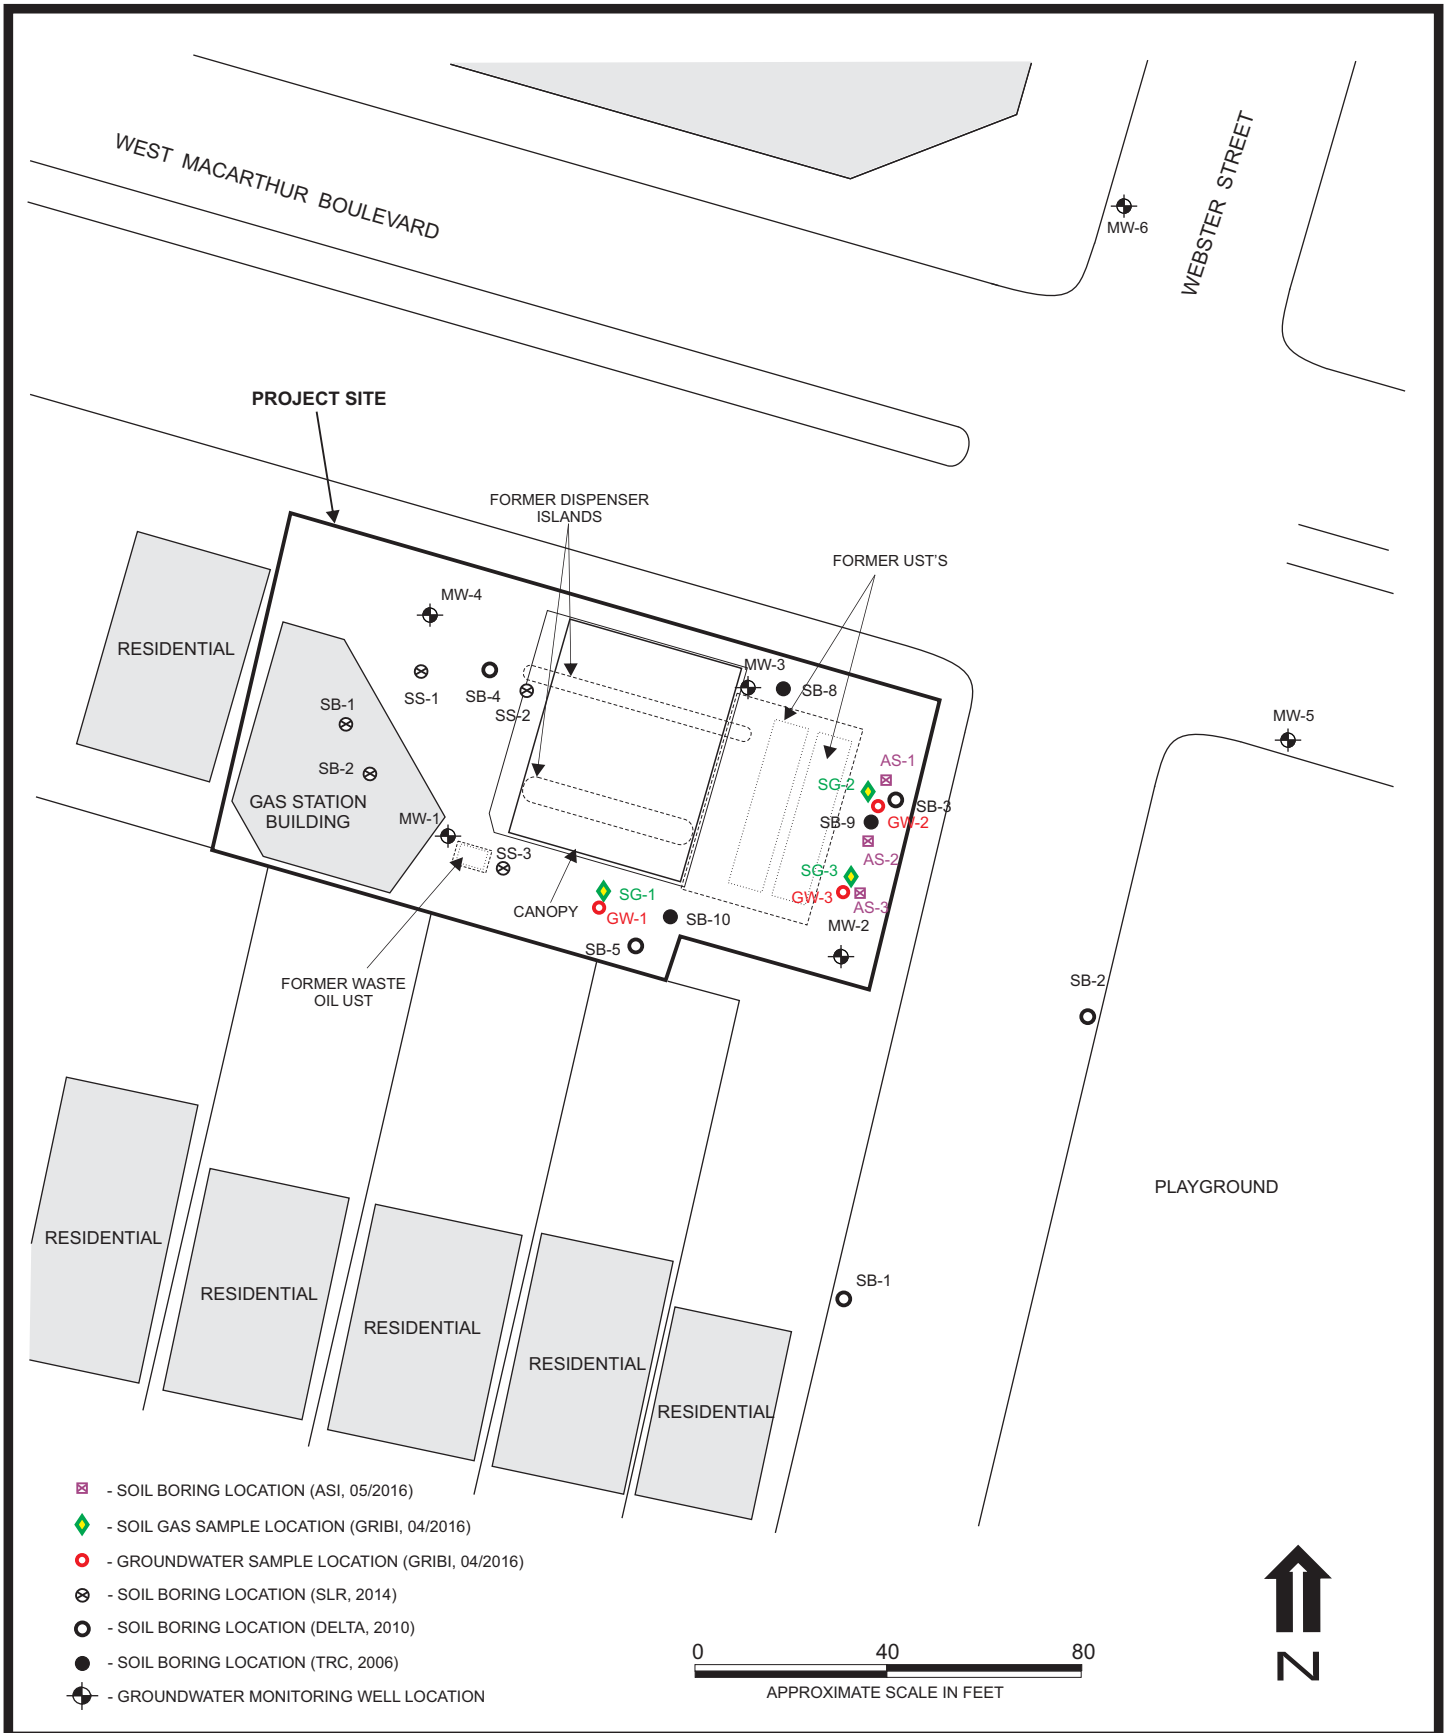 WEST MACARTHUR BOULEVARD
WEBSTER STREET
MW-6
PROJECT SITE
FORMER DISPENSER
ISLANDS
FORMER UST'S
MW-4
RESIDENTIAL
MW-3
SB-8
SS-1
SB-4
SS-2
SB-1
MW-5
AS-1
SB-2
SG-2
GAS STATION
BUILDING
SB-3
MW-1
SB-9
GW-2
SS-3
AS-2
SG-3
SG-1
GW-3
CANOPY
AS-3
GW-1
SB-10
MW-2
SB-5
FORMER WASTE
OIL UST
SB-2
PLAYGROUND
RESIDENTIAL
SB-1
RESIDENTIAL
RESIDENTIAL
RESIDENTIAL
RESIDENTIAL
- SOIL BORING LOCATION (ASI, 05/2016)
- SOIL GAS SAMPLE LOCATION (GRIBI, 04/2016)
- GROUNDWATER SAMPLE LOCATION (GRIBI, 04/2016)
- SOIL BORING LOCATION (SLR, 2014)
- SOIL BORING LOCATION (DELTA, 2010)
- SOIL BORING LOCATION (TRC, 2006)
- GROUNDWATER MONITORING WELL LOCATION
0 40 80
APPROXIMATE SCALE IN FEET
N